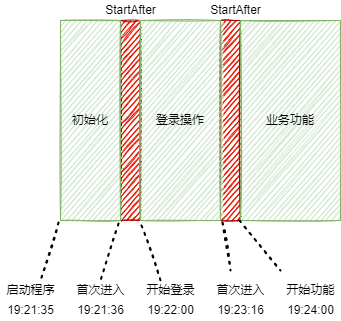 StartAfter StartAfter
初始化 登录操作 业务功能
启动程序 首次进入 开始登录 首次进入 开始功能
19:21:35 19:21:36 19:22:00 19:23:16 19:24:00